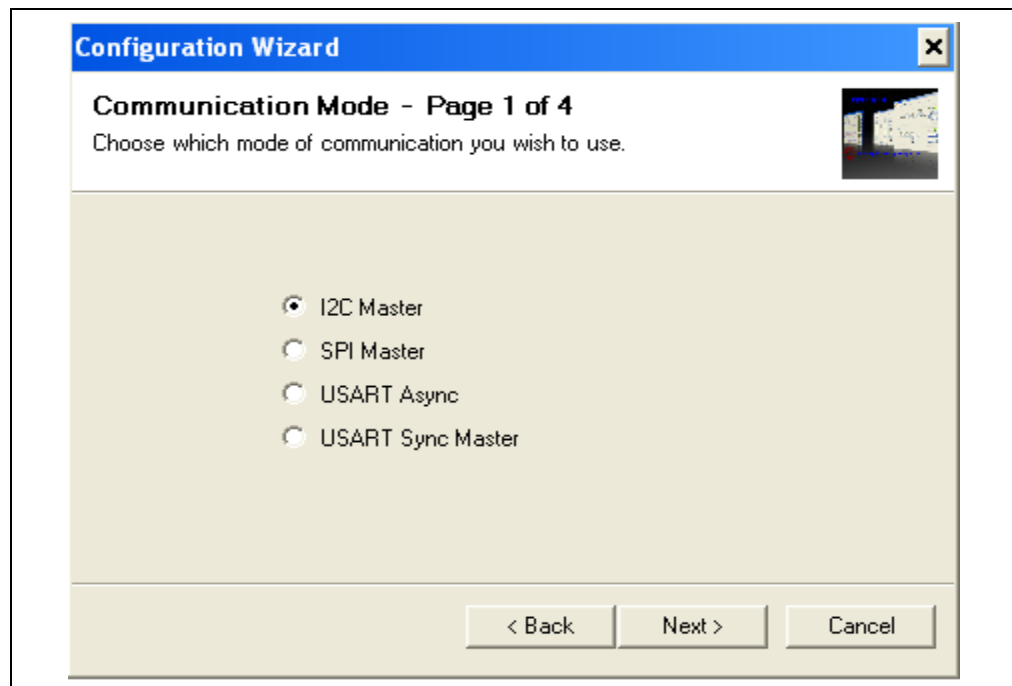 Configuration Wizard
Communication Mode - Page 1 of 4
Choose which mode of communication you wish to use.
I2C Master
SPI Master
USART Async
USART Sync Master
< Back Next > Cancel